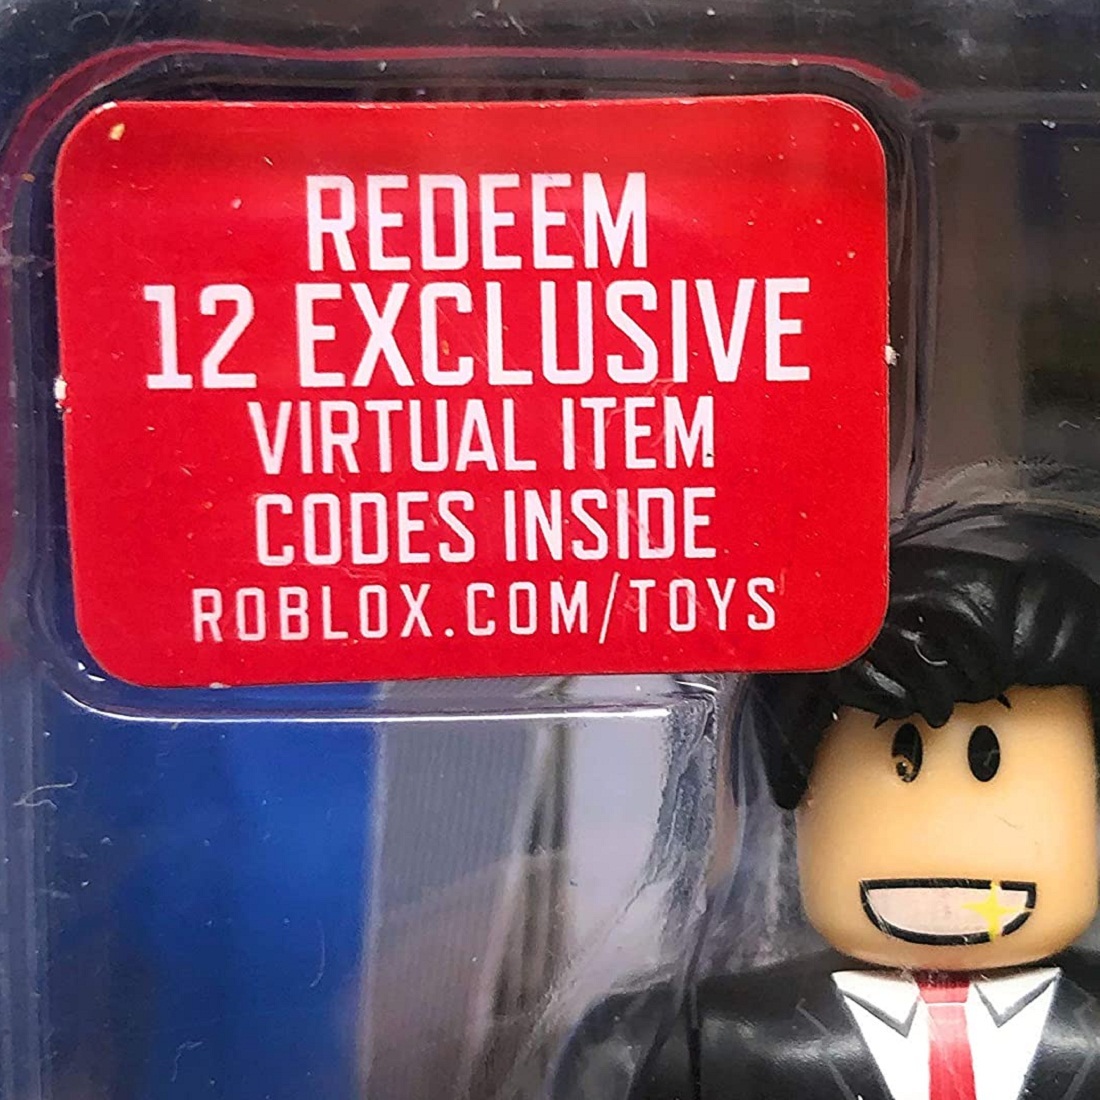 REDEEM
12 EXCLUSIVE
VIRTUAL ITEM
CODES INSIDE
ROBLOX.COM/TOYS